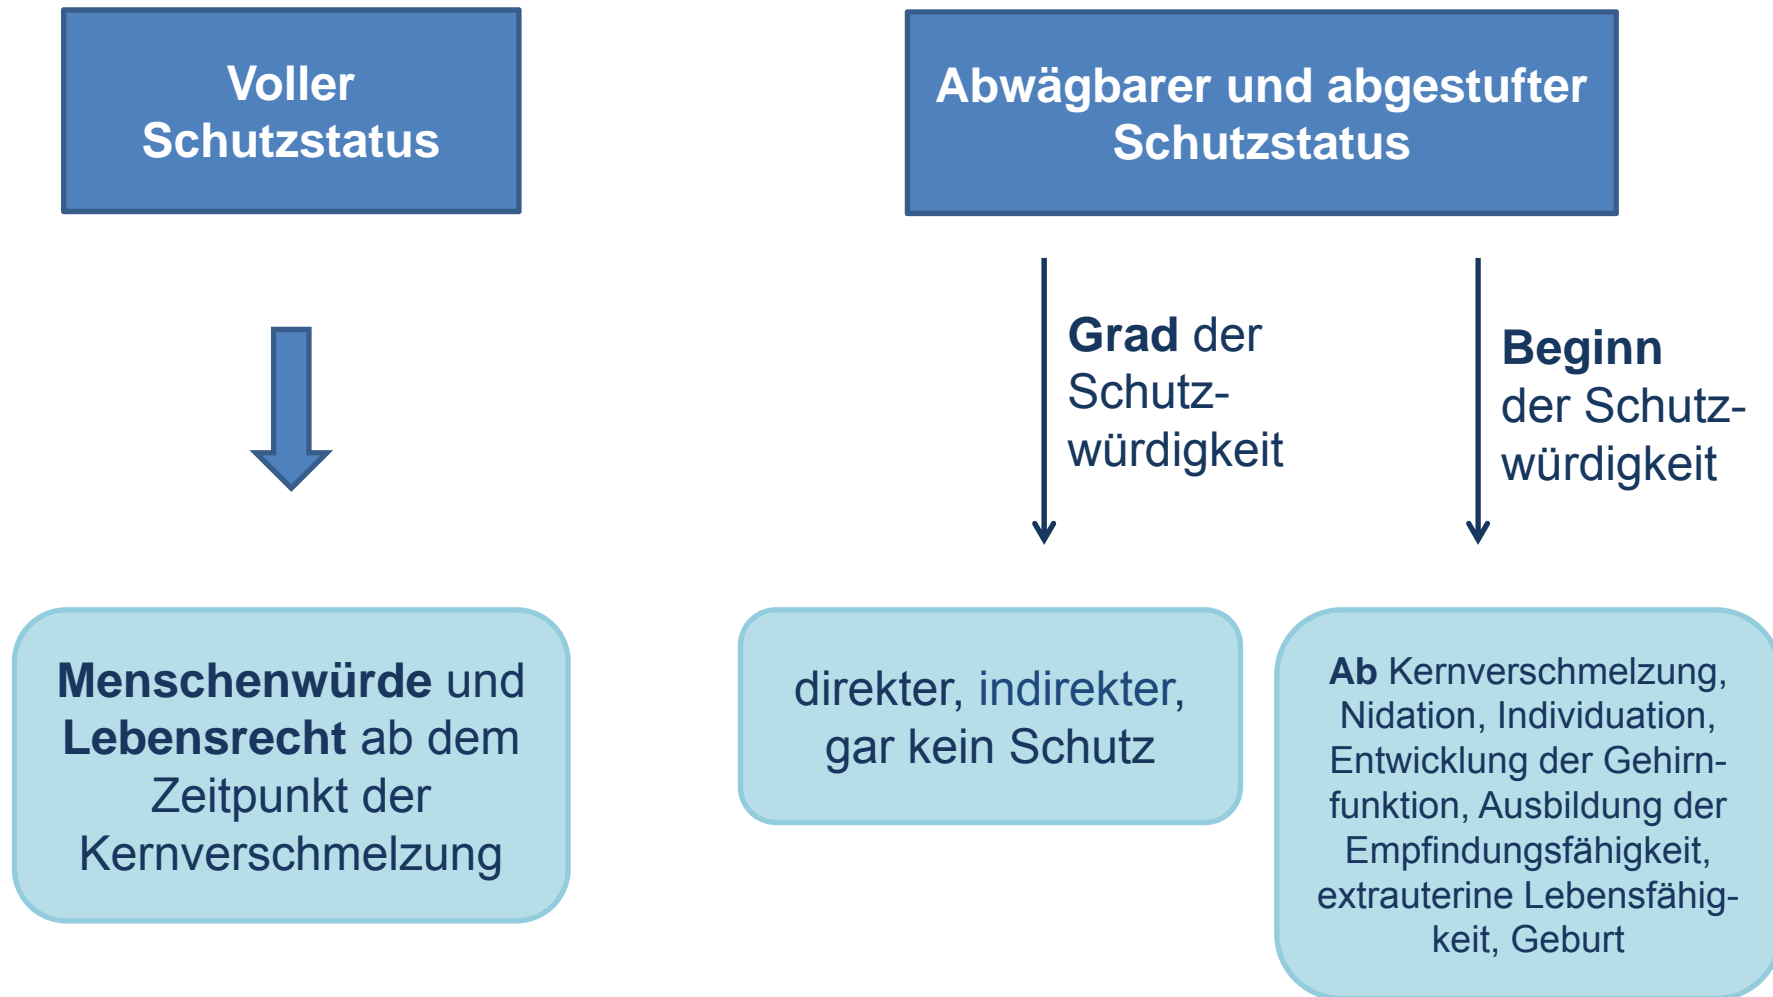 Voller
Schutzstatus
Abwägbarer und abgestufter
Schutzstatus
Grad der
Schutz-
würdigkeit
Beginn
der Schutz-
würdigkeit
Menschenwürde und
Lebensrecht ab dem
Zeitpunkt der
Kernverschmelzung
direkter, indirekter,
gar kein Schutz
Ab Kernverschmelzung,
Nidation, Individuation,
Entwicklung der Gehirn-
funktion, Ausbildung der
Empfindungsfähigkeit,
extrauterine Lebensfähig-
keit, Geburt